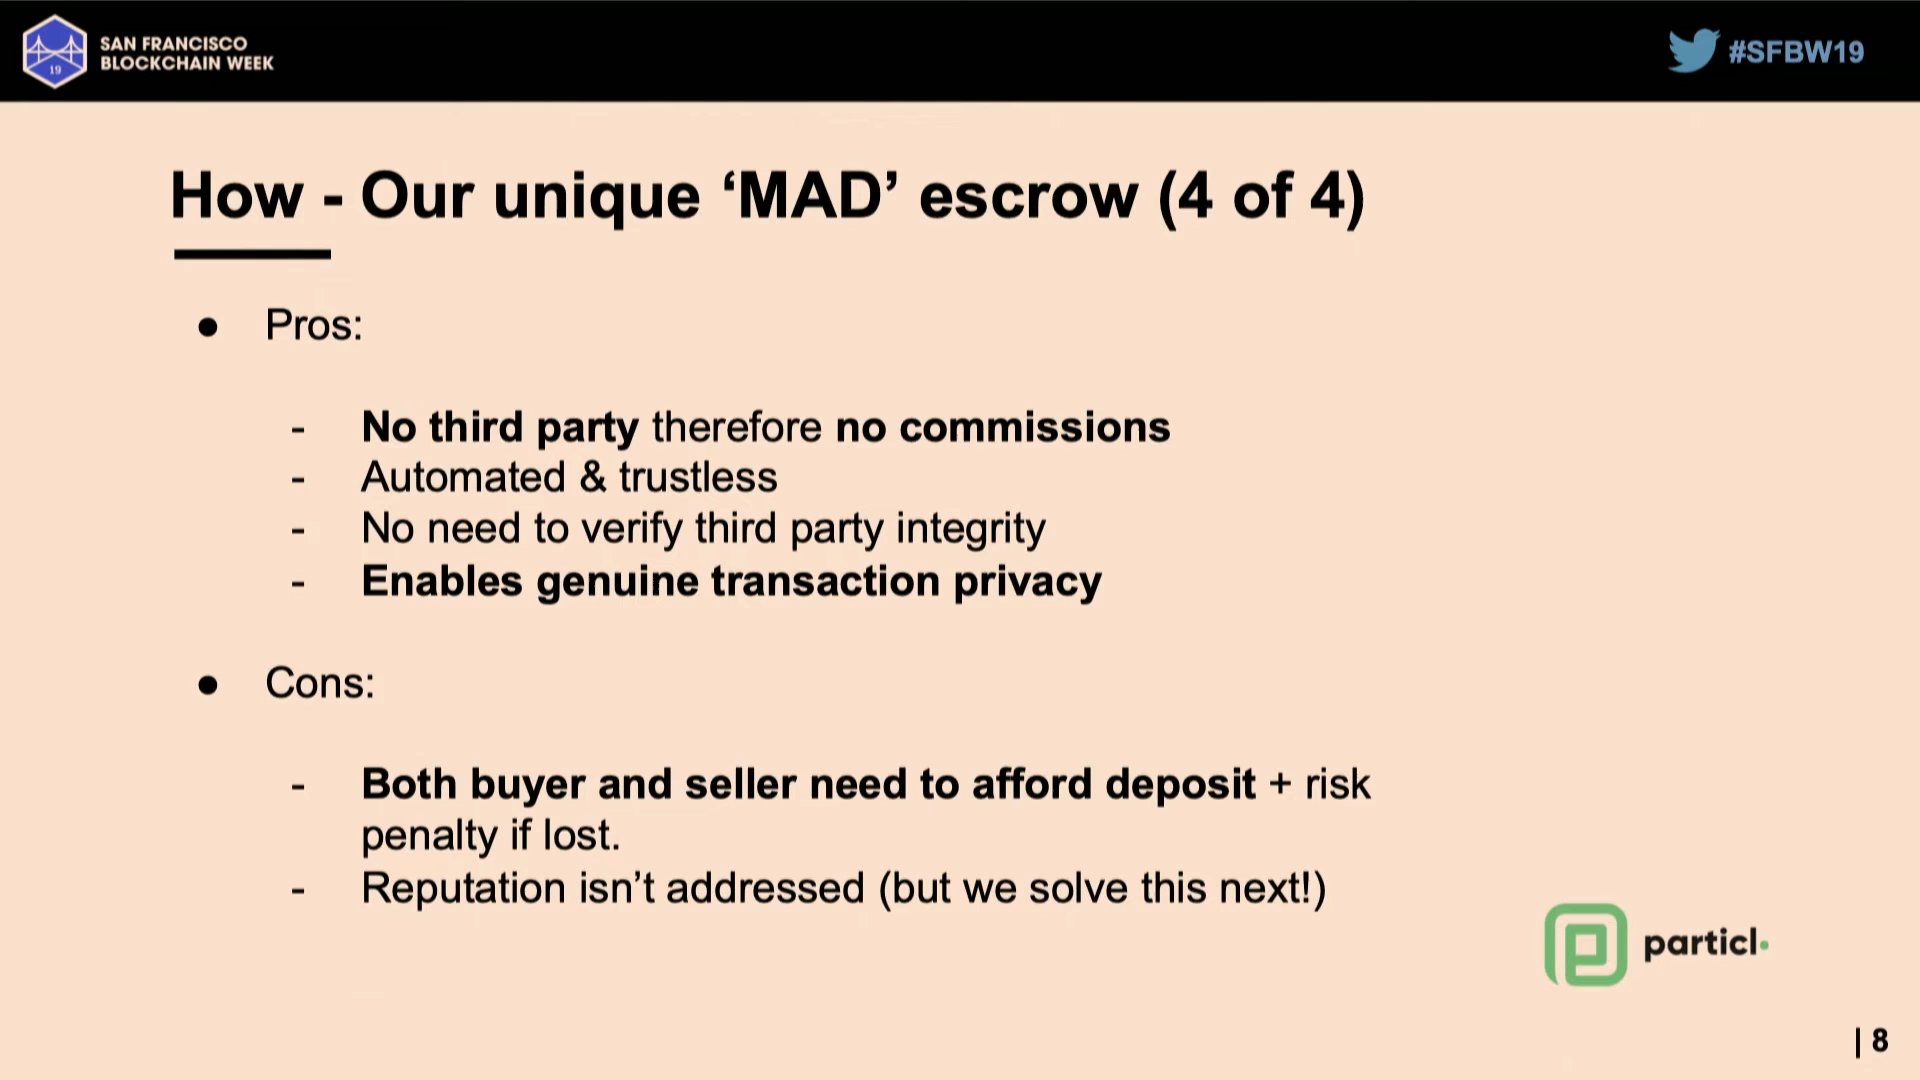 SAN FRANCISCO
BLOCKCHAIN WEEK
19
#SFBW19
How - Our unique ‘MAD’ escrow (4 of 4)
● Pros:
- No third party therefore no commissions
- Automated & trustless
- No need to verify third party integrity
- Enables genuine transaction privacy
● Cons:
- Both buyer and seller need to afford deposit + risk
penalty if lost.
- Reputation isn’t addressed (but we solve this next!)
particl
| 8